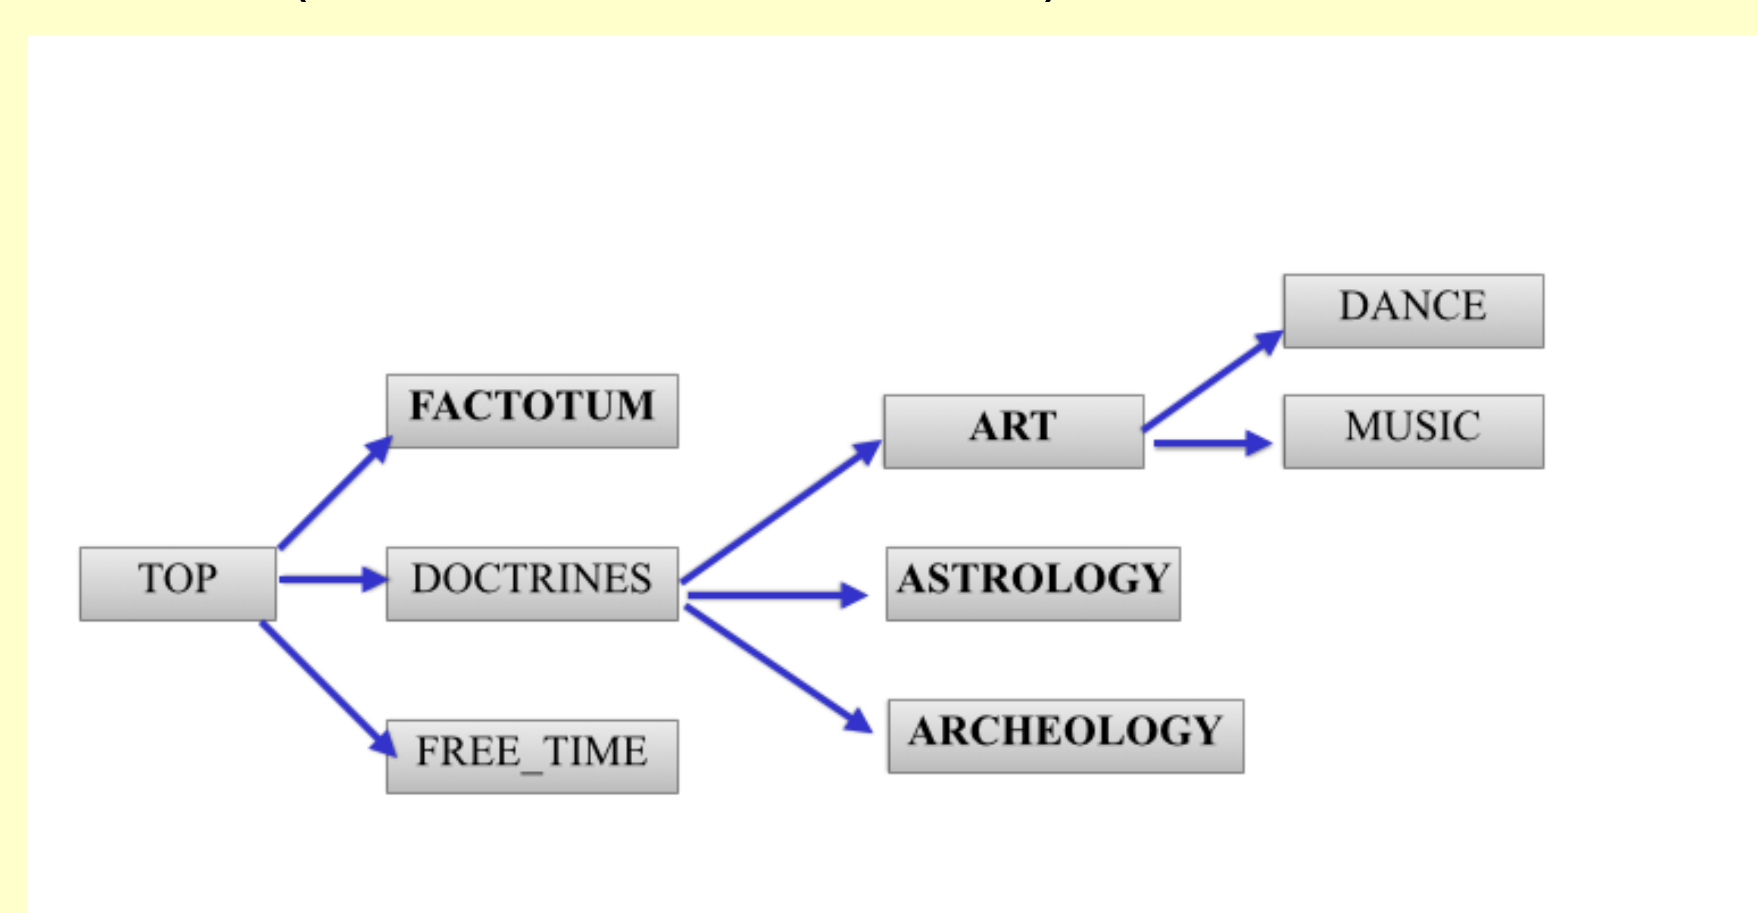 DANCE
FACTOTUM
ART
MUSIC
TOP
DOCTRINES
ASTROLOGY
FREE_TIME
ARCHEOLOGY